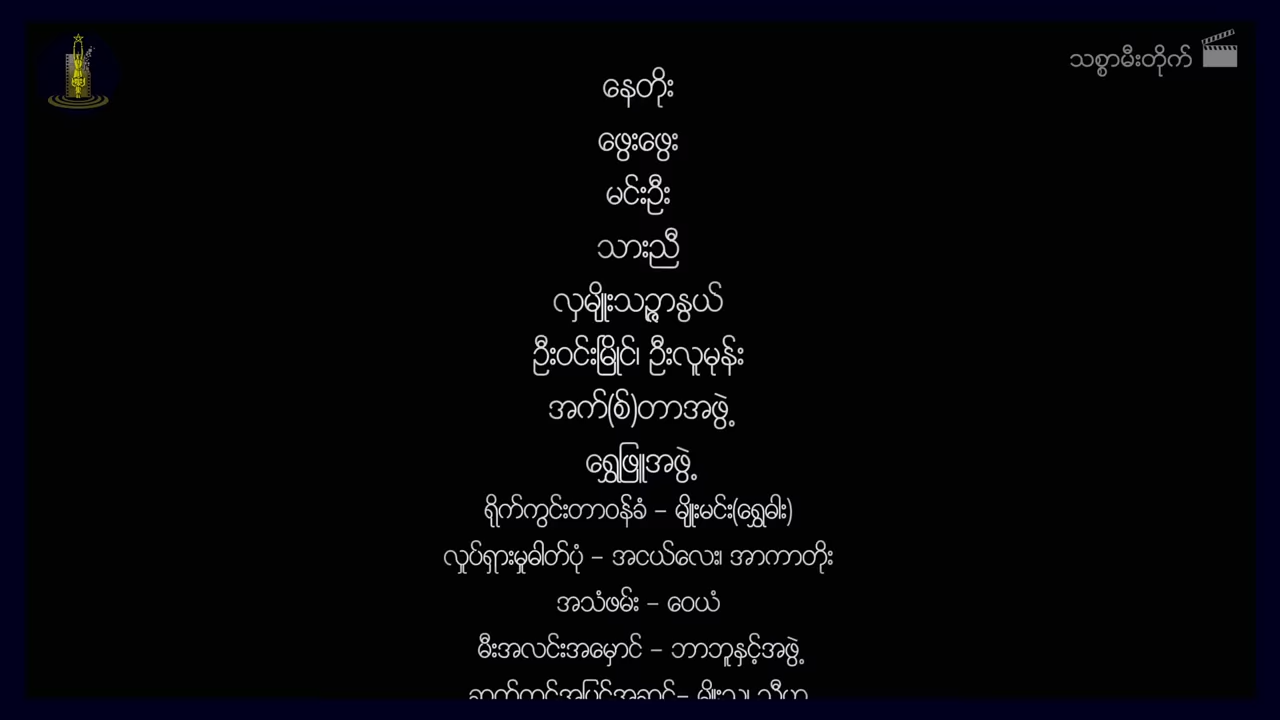 သစ္စာမီးတိုက်
နေတိုး
ဖွေးဖွေး
မင်းဦး
သားညီ
လှမျိုးသဉ္ဇာနွယ်
ဦးဝင်းမြိုင်၊ ဦးလူမုန်း
အက်(စ်)တာအဖွဲ့
ရွှေဖြူအဖွဲ့
ရိုက်ကွင်းတာဝန်ခံ – မျိုးမင်း(ရွှေဓါး)
လှုပ်ရှားမှုဓါတ်ပုံ – အငယ်လေး၊ အာကာတိုး
အသံဖမ်း – ဝေယံ
မီးအလင်းအမှောင် – ဘာဘူနှင့်အဖွဲ့